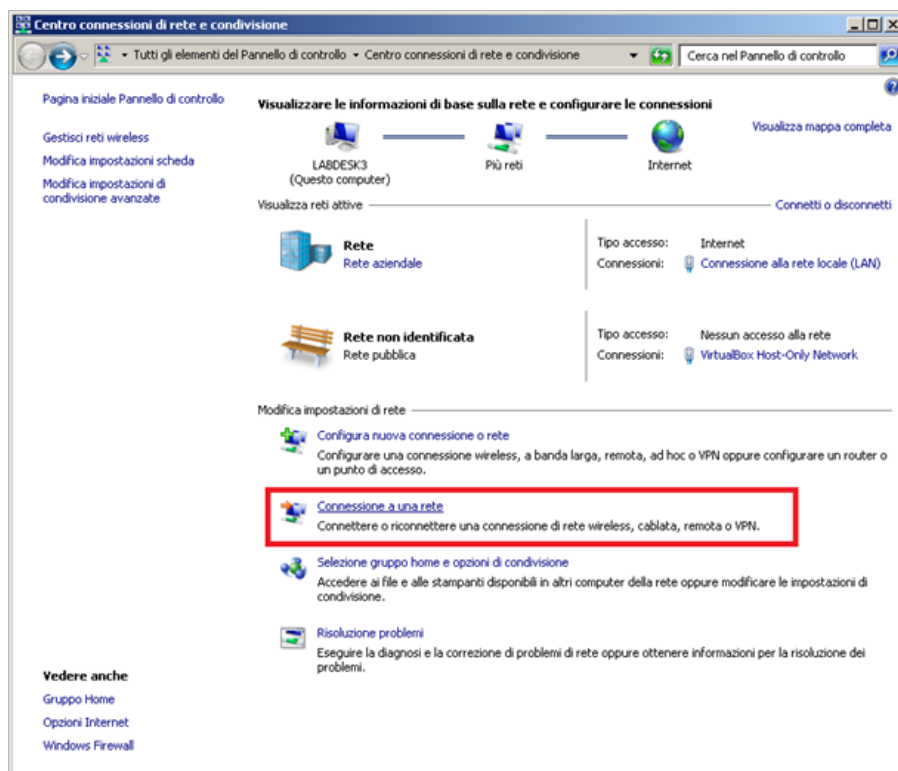 Centro connessioni di rete e condivisione
Tutti gli elementi del Pannello di controllo Centro connessioni di rete e condivisione
Cerca nel Pannello di controllo
Pagina iniziale Pannello di controllo
Gestisci reti wireless
Modifica impostazioni scheda
Modifica impostazioni di
condivisione avanzate
Visualizzare le informazioni di base sulla rete e configurare le connessioni
Visualizza mappa completa
LABDESK3
(Questo computer)
Più reti
Internet
Visualizza reti attive
Connetti o disconnetti
Rete
Rete aziendale
Tipo accesso: Internet
Connessioni: Connessione alla rete locale (LAN)
Rete non identificata
Rete pubblica
Tipo accesso: Nessun accesso alla rete
Connessioni: VirtualBox Host-Only Network
Modifica impostazioni di rete
Configura nuova connessione o rete
Configurare una connessione wireless, a banda larga, remota, ad hoc o VPN oppure configurare un router o
un punto di accesso.
Connessione a una rete
Connettere o riconnettere una connessione di rete wireless, cablata, remota o VPN.
Selezione gruppo home e opzioni di condivisione
Accedere ai file e alle stampanti disponibili in altri computer della rete oppure modificare le impostazioni di
condivisione.
Risoluzione problemi
Eseguire la diagnosi e la correzione di problemi di rete oppure ottenere informazioni per la risoluzione dei
problemi.
Vedere anche
Gruppo Home
Opzioni Internet
Windows Firewall